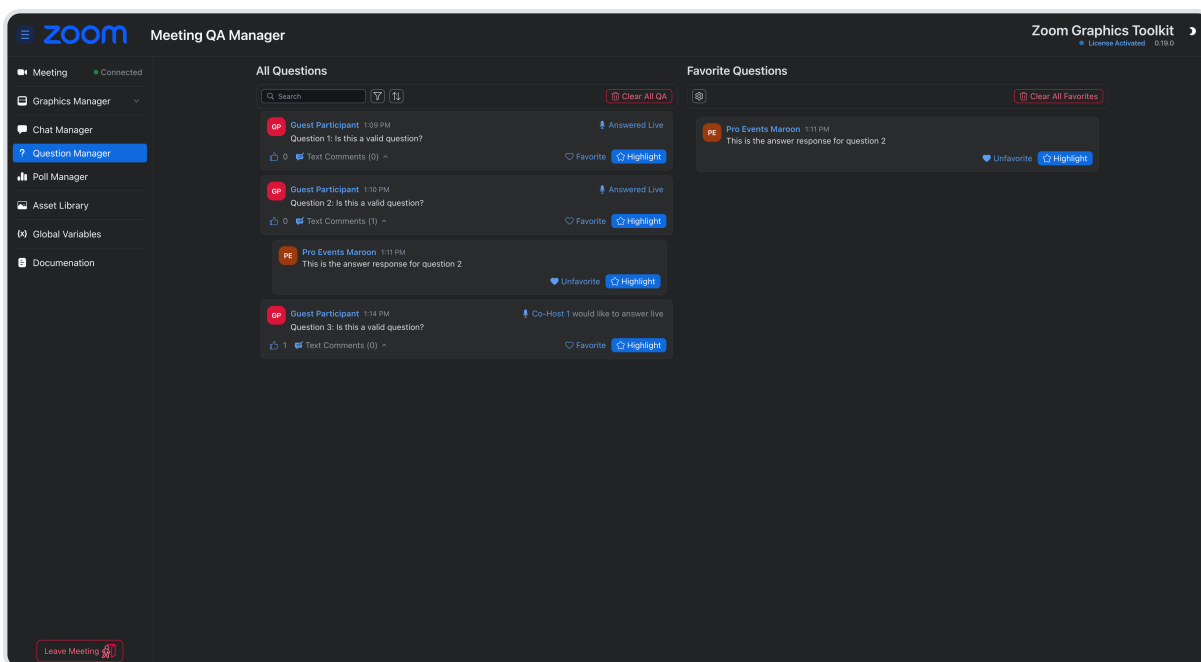 zoom
Meeting QA Manager
Zoom Graphics Toolkit
License Activated 0.19.0
Meeting
Connected
Graphics Manager
Chat Manager
? Question Manager
Poll Manager
Asset Library
{x} Global Variables
Documenation
Leave Meeting
All Questions
Search
Clear All QA
GP Guest Participant 1:09 PM
Answered Live
Question 1: Is this a valid question?
0 Text Comments (0)
Favorite Highlight
GP Guest Participant 1:10 PM
Answered Live
Question 2: Is this a valid question?
0 Text Comments (1)
Favorite Highlight
PE Pro Events Maroon 1:11 PM
This is the answer response for question 2
Unfavorite Highlight
GP Guest Participant 1:14 PM
Co-Host 1 would like to answer live
Question 3: Is this a valid question?
1 Text Comments (0)
Favorite Highlight
Favorite Questions
Clear All Favorites
PE Pro Events Maroon 1:11 PM
This is the answer response for question 2
Unfavorite Highlight